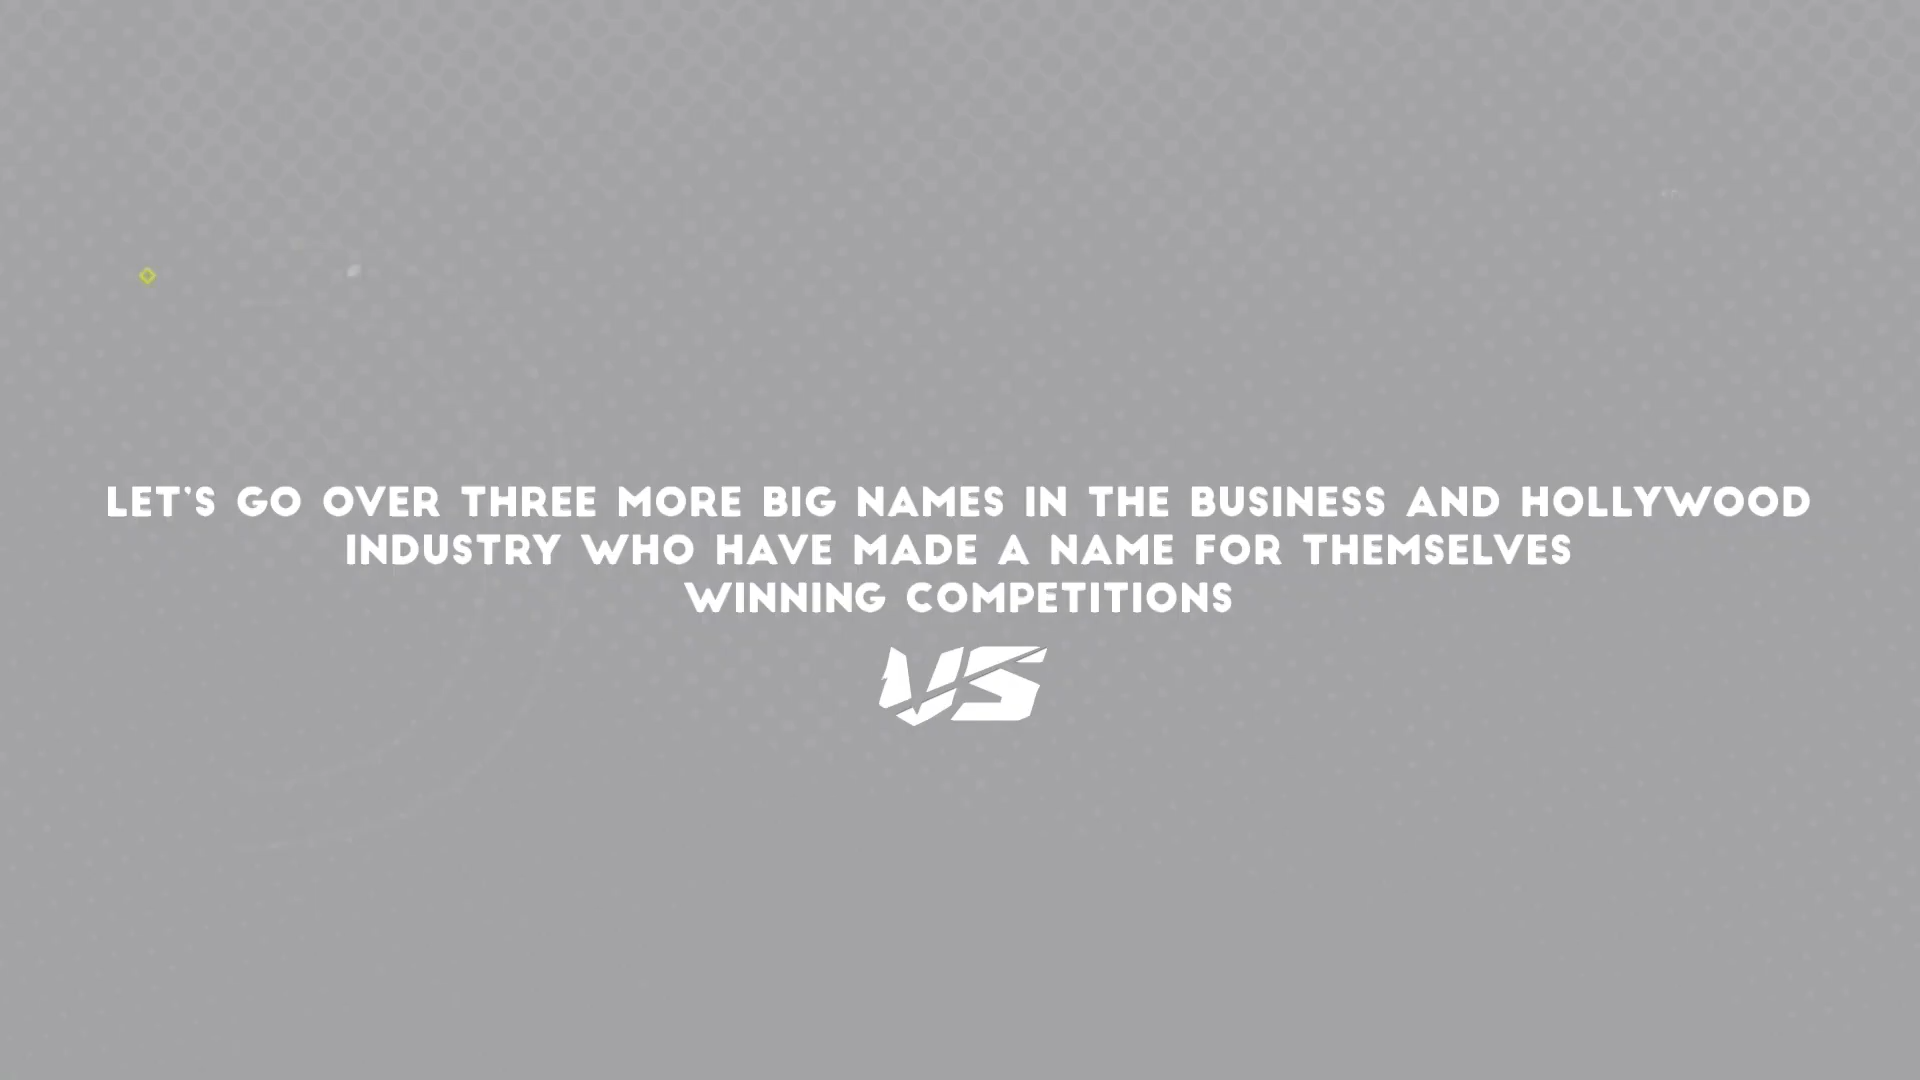 LET'S GO OVER THREE MORE BIG NAMES IN THE BUSINESS AND HOLLYWOOD
INDUSTRY WHO HAVE MADE A NAME FOR THEMSELVES
WINNING COMPETITIONS
VS